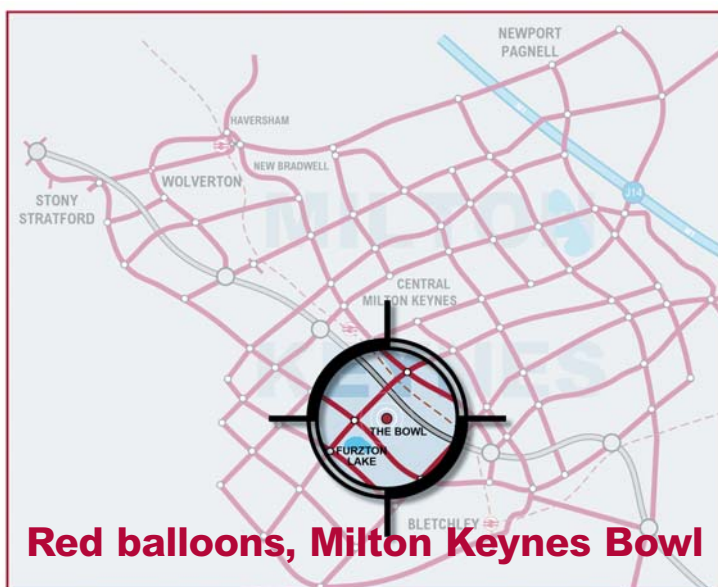 NEWPORT
PAGNELL
HAVERSHAM
NEW BRADWELL
WOLVERTON
STONY
STRATFORD
J14
MILTON
CENTRAL
MILTON KEYNES
KEYNES
THE BOWL
FURZTON
LAKE
BLETCHLEY
Red balloons, Milton Keynes Bowl